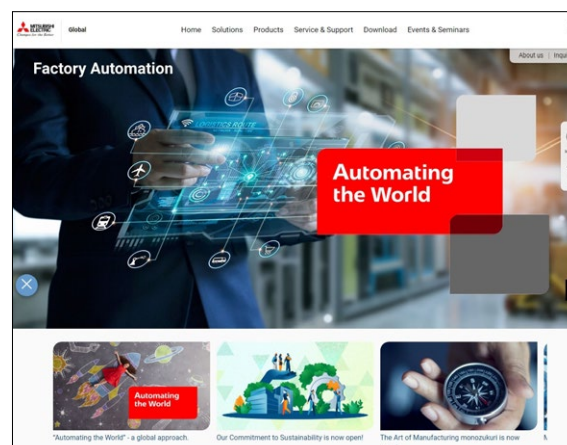 MITSUBISHI
ELECTRIC
Changes for the Better
Global
Home
Solutions
Products
Service & Support
Download
Events & Seminars
About us
Factory Automation
LOGISTICS ROUTE
Automating
the World
Automating
the World
"Automating the World" - a global approach.
Our Commitment to Sustainability is now open!
The Art of Manufacturing monozukuri is now